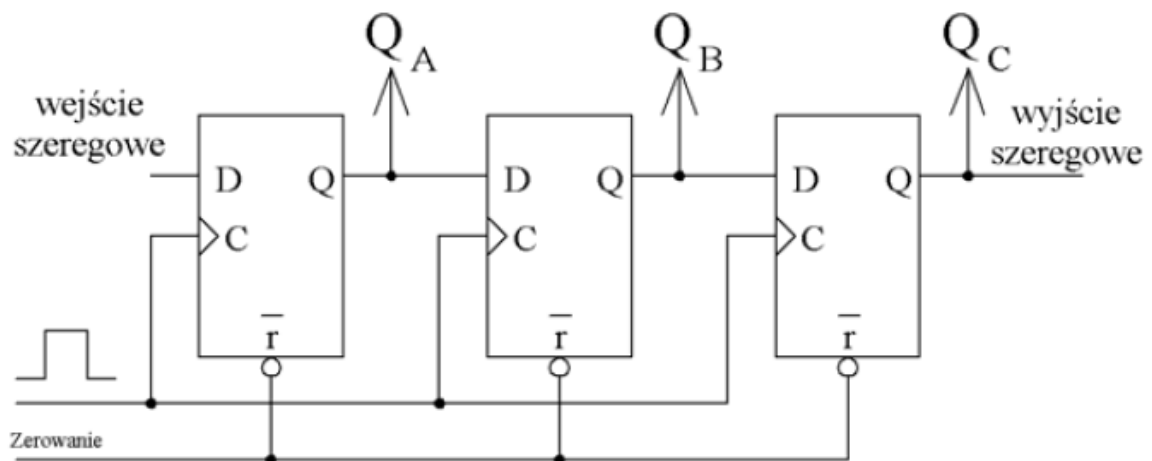 Q A
Q B
Q C
wejście
szeregowe
wyjście
szeregowe
D Q
D Q
D Q
C
C
C
r̅
r̅
r̅
Zerowanie